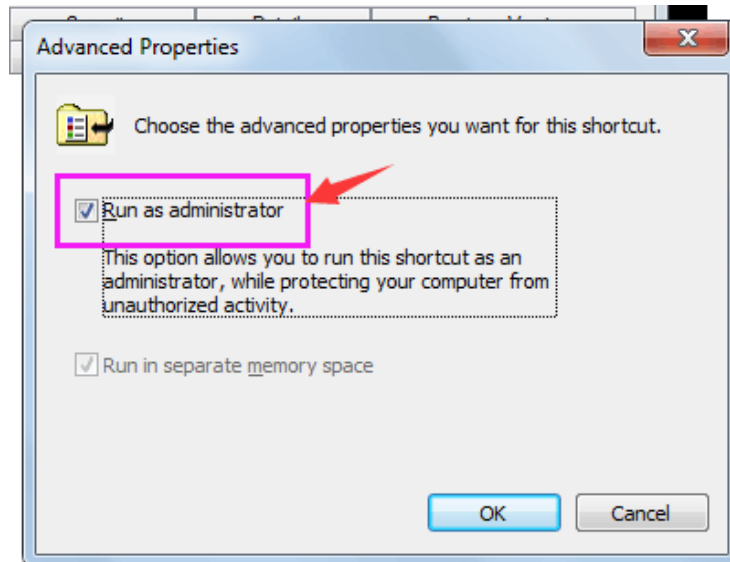 Advanced Properties
X
Choose the advanced properties you want for this shortcut.
Run as administrator
This option allows you to run this shortcut as an
administrator, while protecting your computer from
unauthorized activity.
Run in separate memory space
OK
Cancel